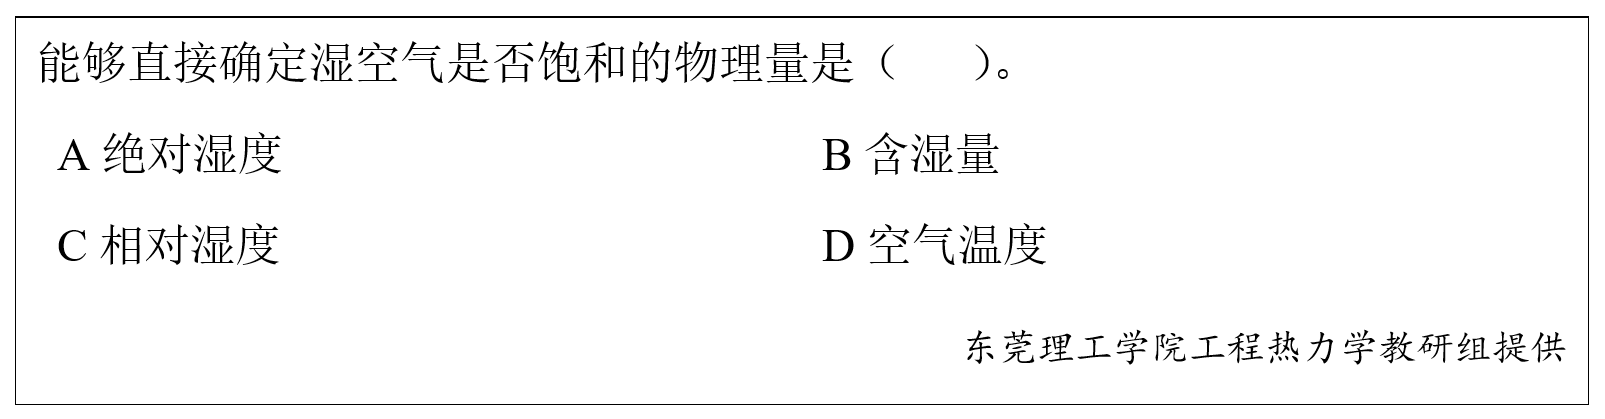 能够直接确定湿空气是否饱和的物理量是（　　）。
A 绝对湿度　B 含湿量
C 相对湿度　D 空气温度
东莞理工学院工程热力学教研组提供